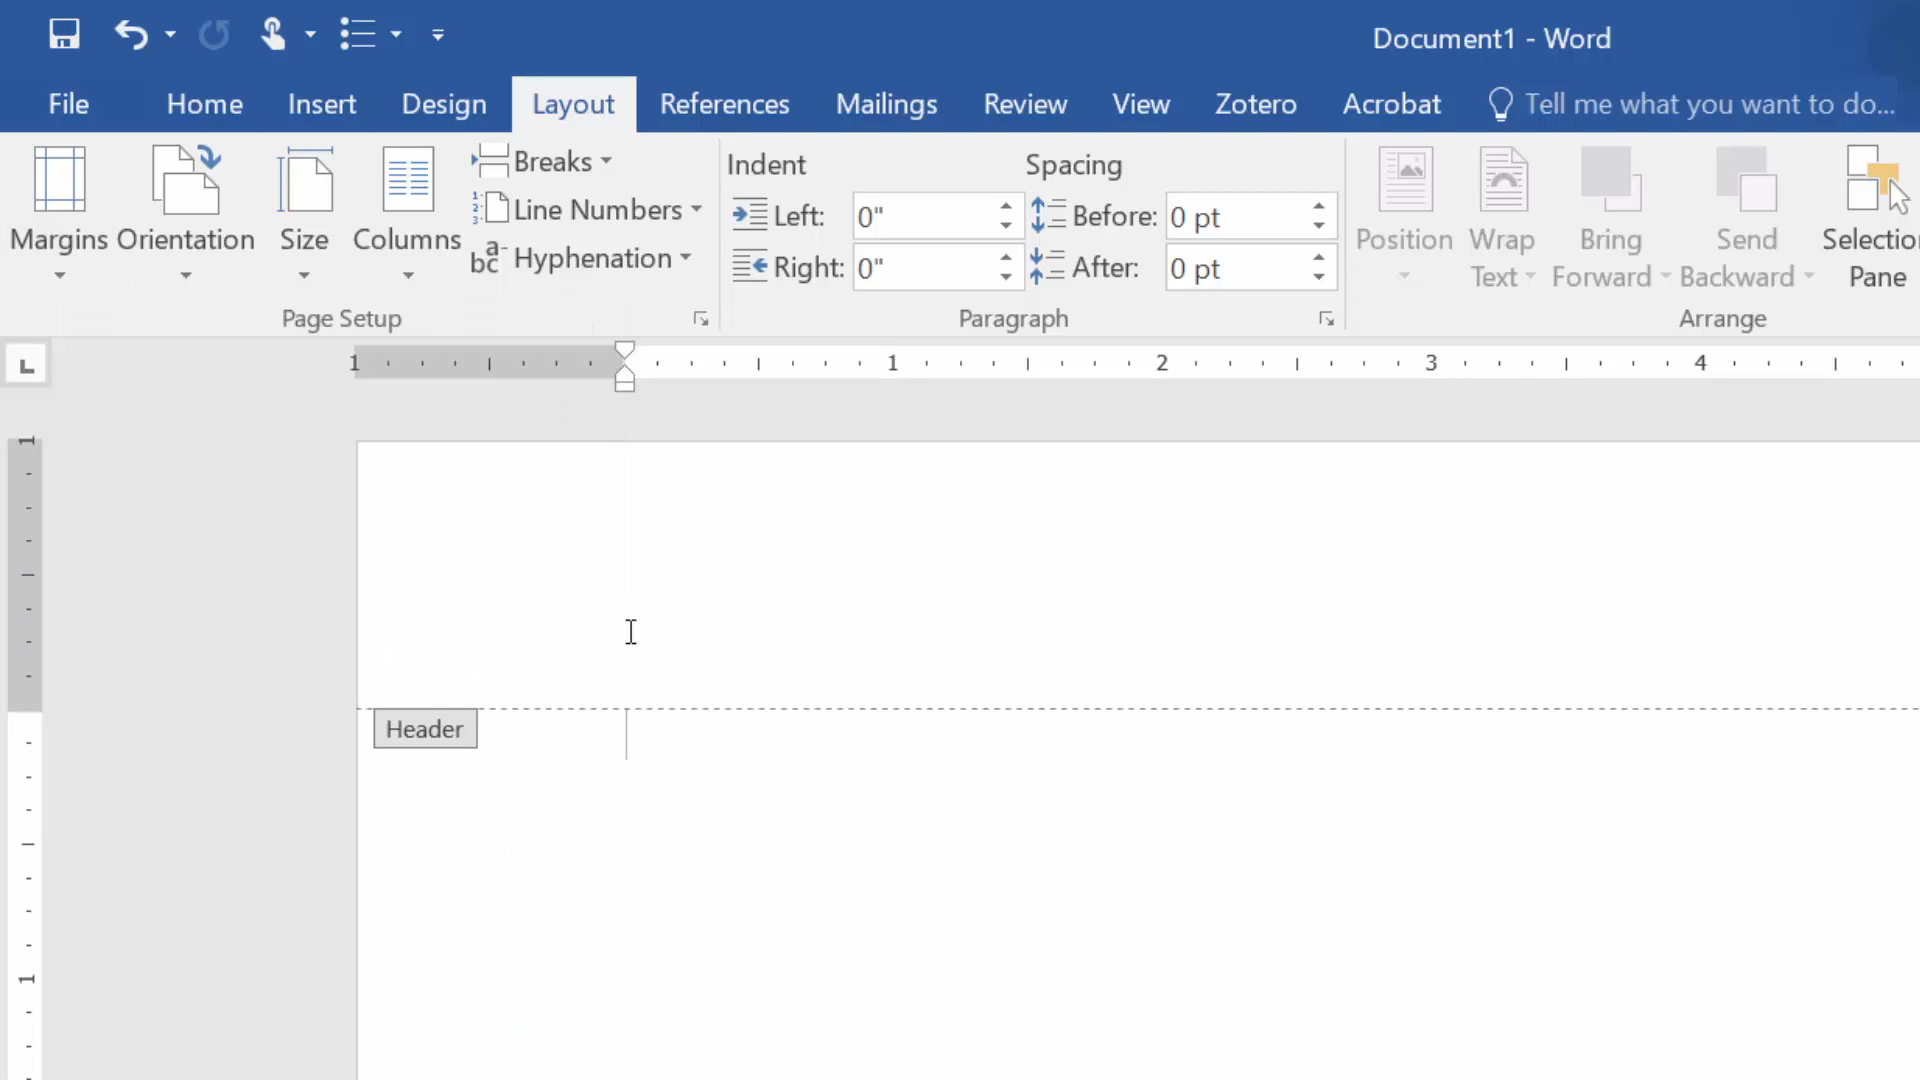 Document1 - Word
File Home Insert Design Layout References Mailings Review View Zotero Acrobat Tell me what you want to do...
Margins Orientation Size Columns
Breaks
Line Numbers
Hyphenation
Page Setup
Indent Spacing
Left: 0" Before: 0 pt
Right: 0" After: 0 pt
Paragraph
Position Wrap Text Bring Forward Send Backward Selection Pane
Arrange
1 1 2 3 4
1
Header
1